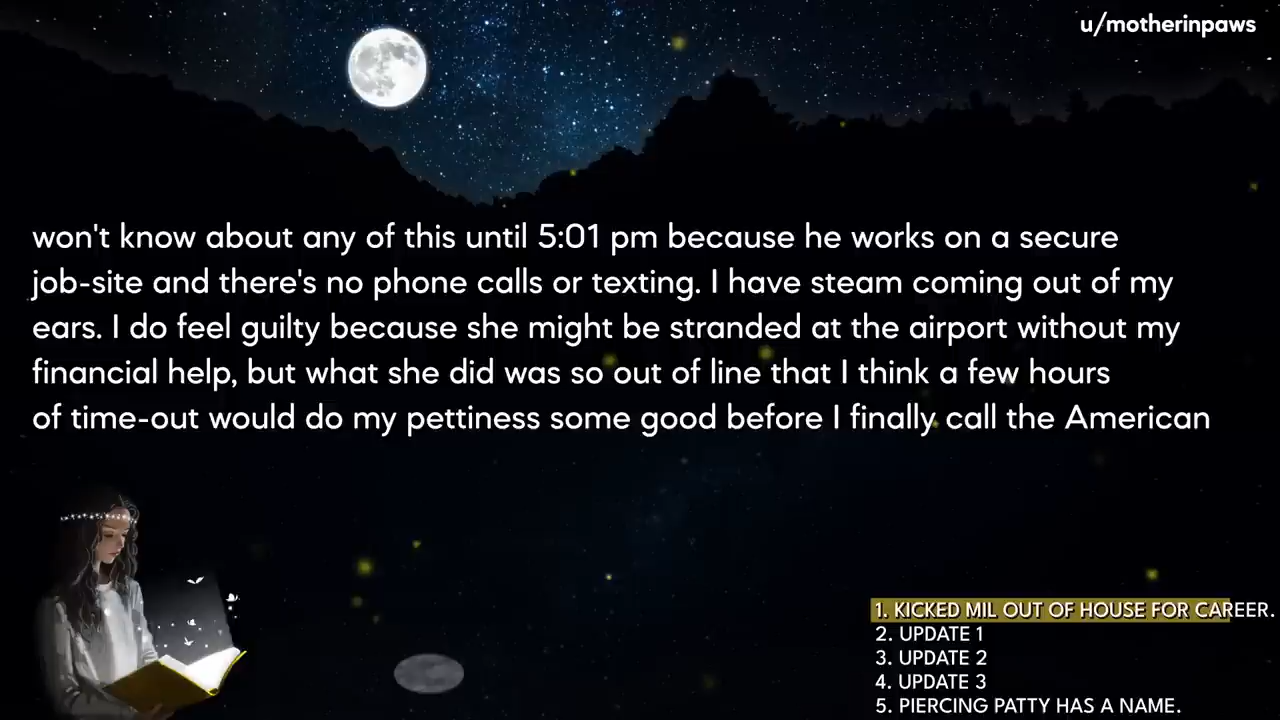 u/motherinpaws
won't know about any of this until 5:01 pm because he works on a secure
job-site and there's no phone calls or texting. I have steam coming out of my
ears. I do feel guilty because she might be stranded at the airport without my
financial help, but what she did was so out of line that I think a few hours
of time-out would do my pettiness some good before I finally call the American
1. KICKED MIL OUT OF HOUSE FOR CAREER.
2. UPDATE 1
3. UPDATE 2
4. UPDATE 3
5. PIERCING PATTY HAS A NAME.